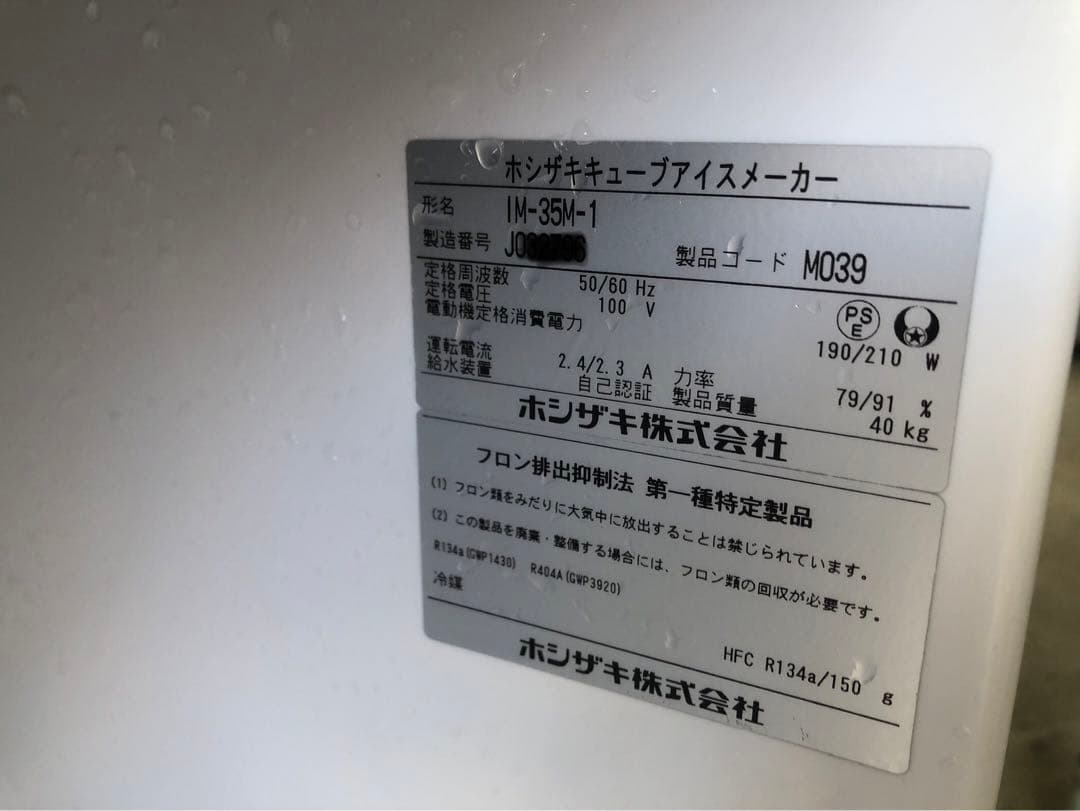 ホシザキキューブアイスメーカー
形名 IM-35M-1
製造番号 J0 製品コード M039
定格周波数 50/60 Hz
定格電圧 100 V
PS E
電動機定格消費電力 190/210 W
運転電流 2.4/2.3 A 力率 79/91 %
給水装置 自己認証 製品質量 40 kg
ホシザキ株式会社
フロン排出抑制法 第一種特定製品
(1) フロン類をみだりに大気中に放出することは禁じられています。
(2) この製品を廃棄・整備する場合には、フロン類の回収が必要です。
R134a(GWP1430) R404A(GWP3920)
冷媒 HFC R134a/150 g
ホシザキ株式会社